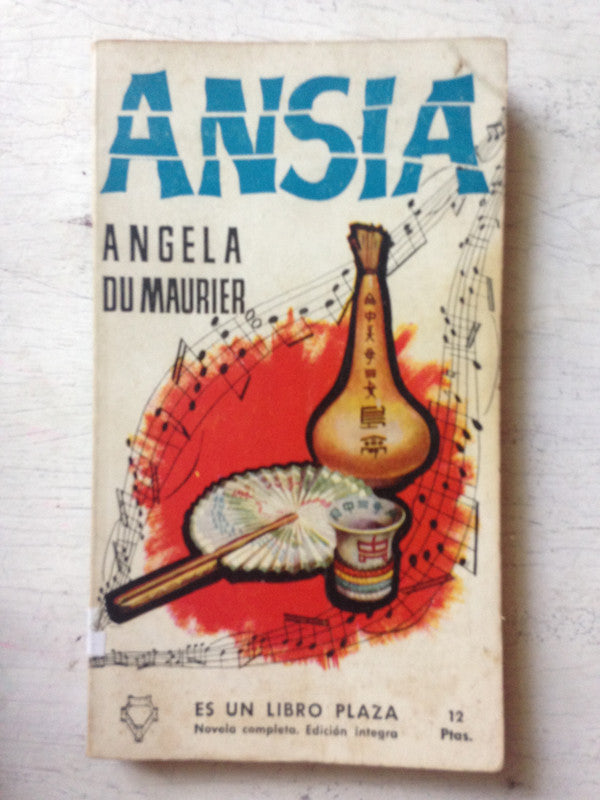 ANSIA
ANGELA
DU MAURIER
ES UN LIBRO PLAZA
Novela completa. Edición íntegra
12
Ptas.